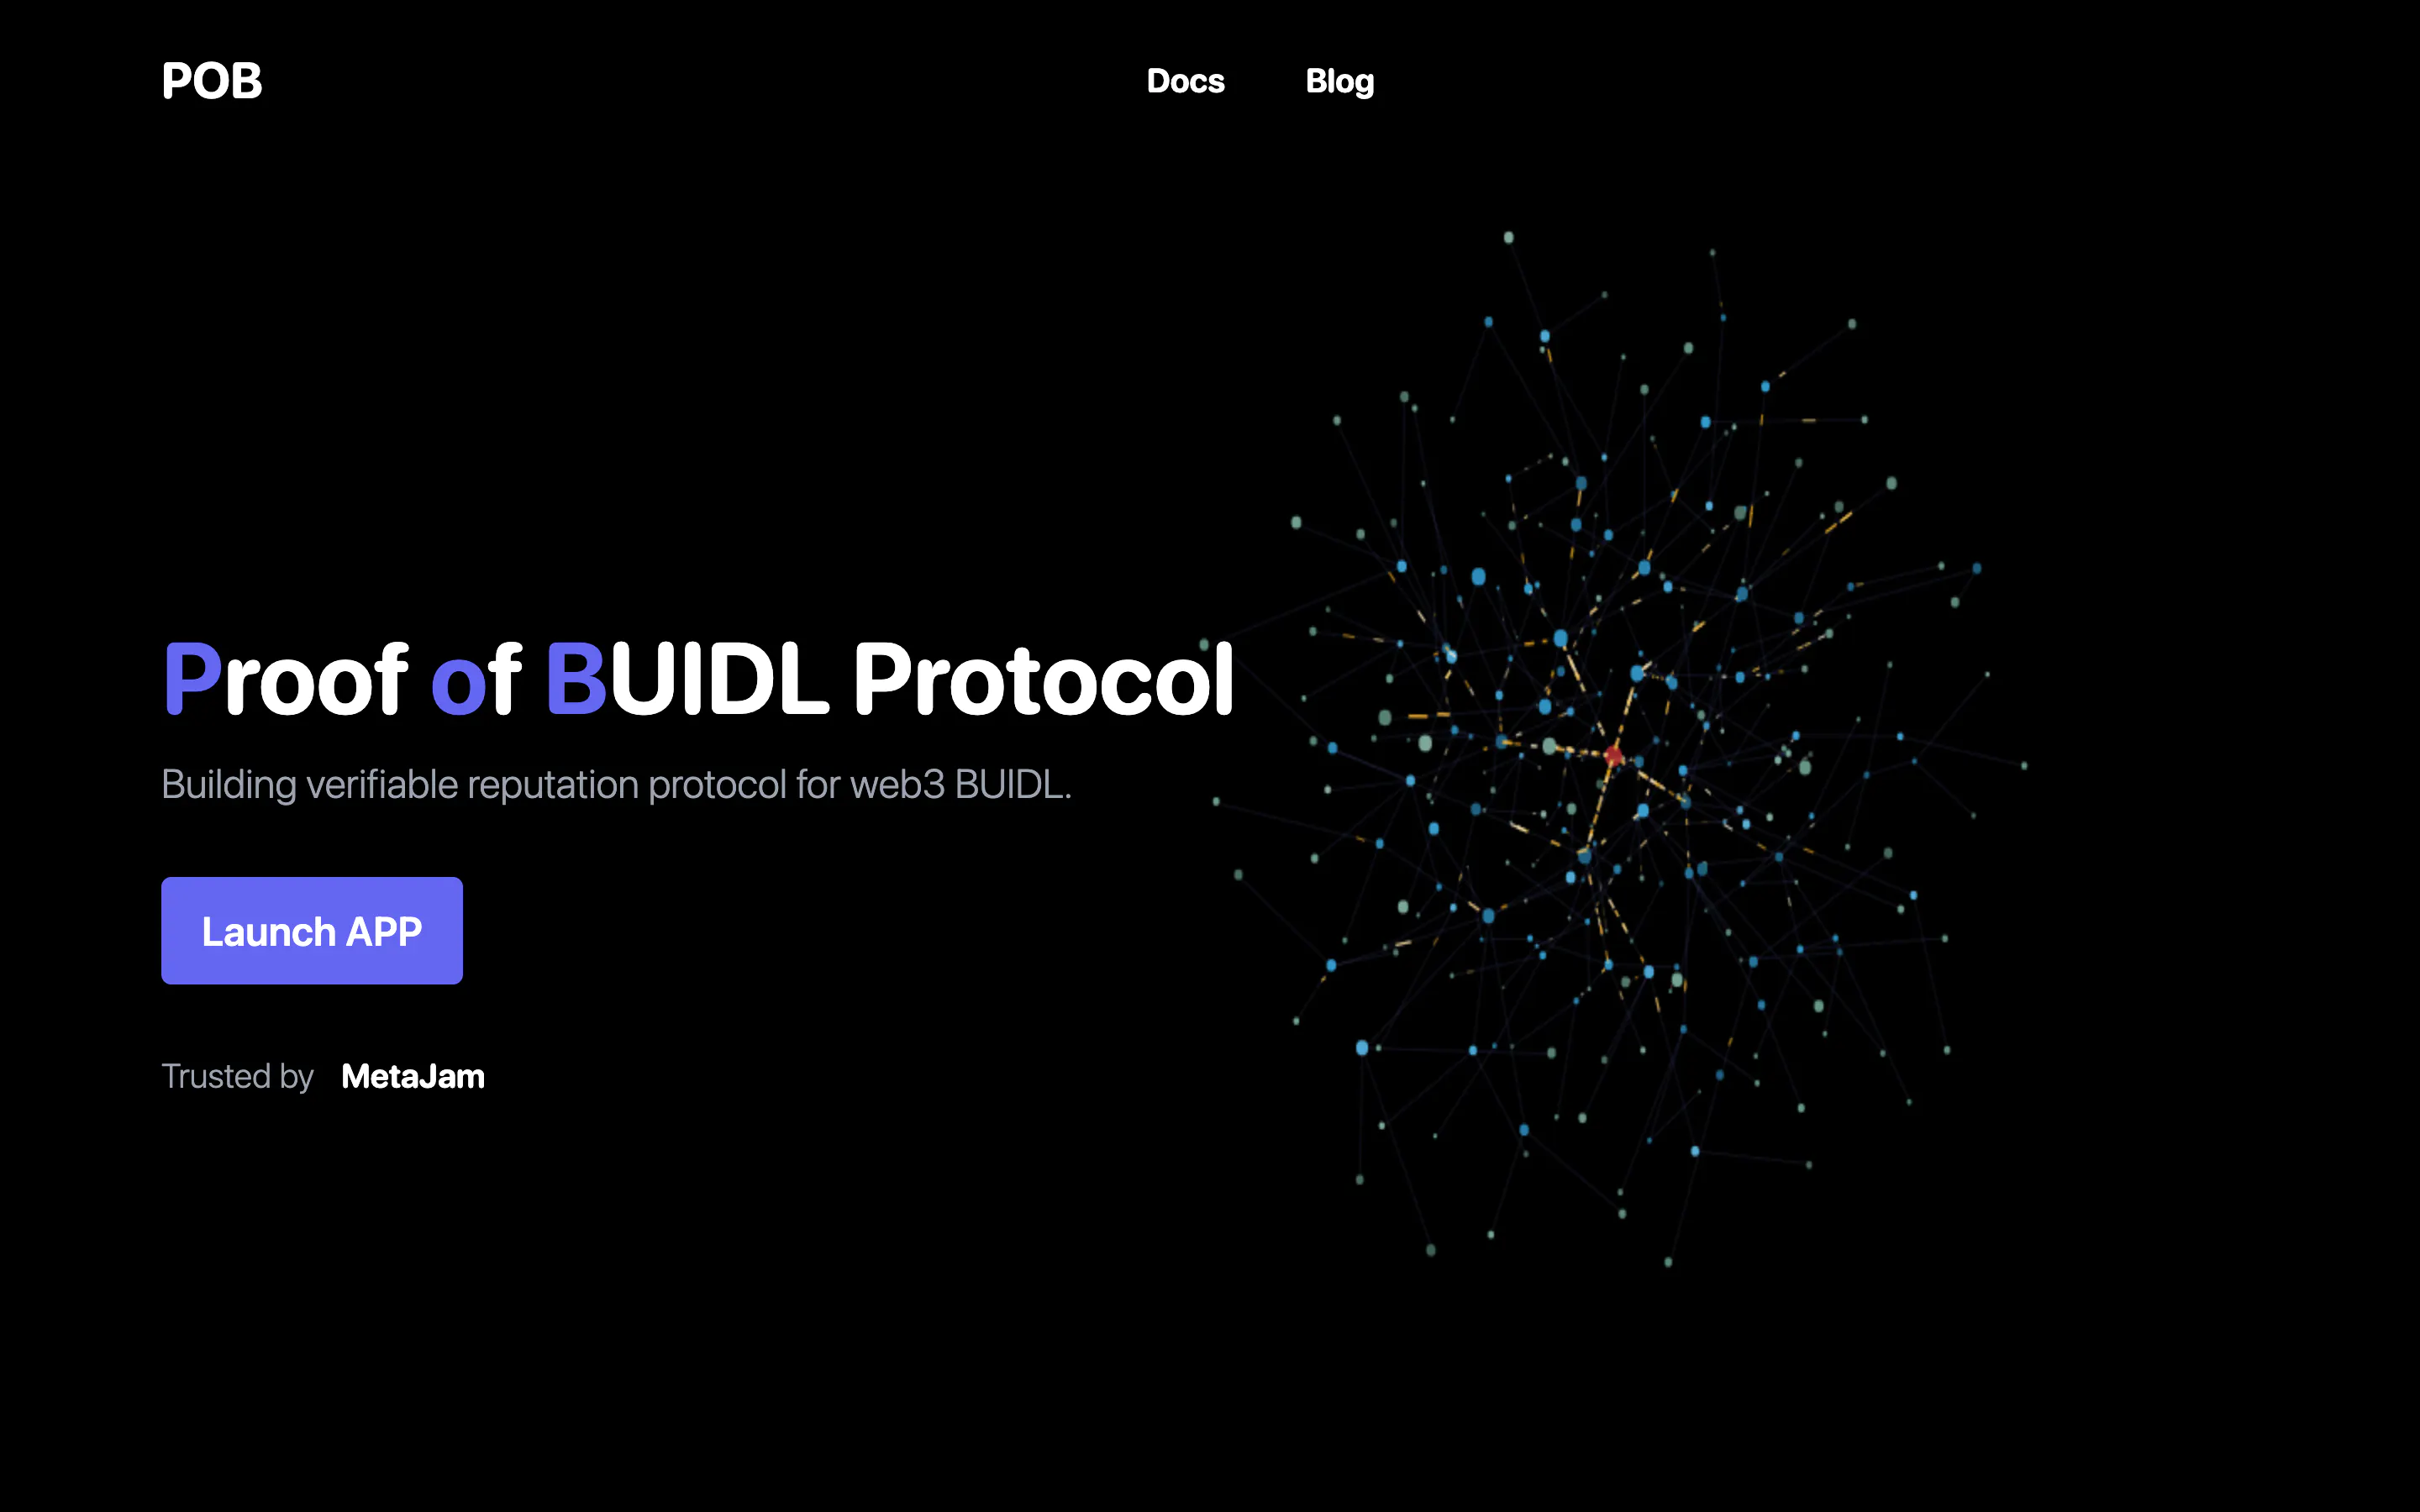 POB
Docs
Blog
Proof of BUIDL Protocol
Building verifiable reputation protocol for web3 BUIDL.
Launch APP
Trusted by MetaJam